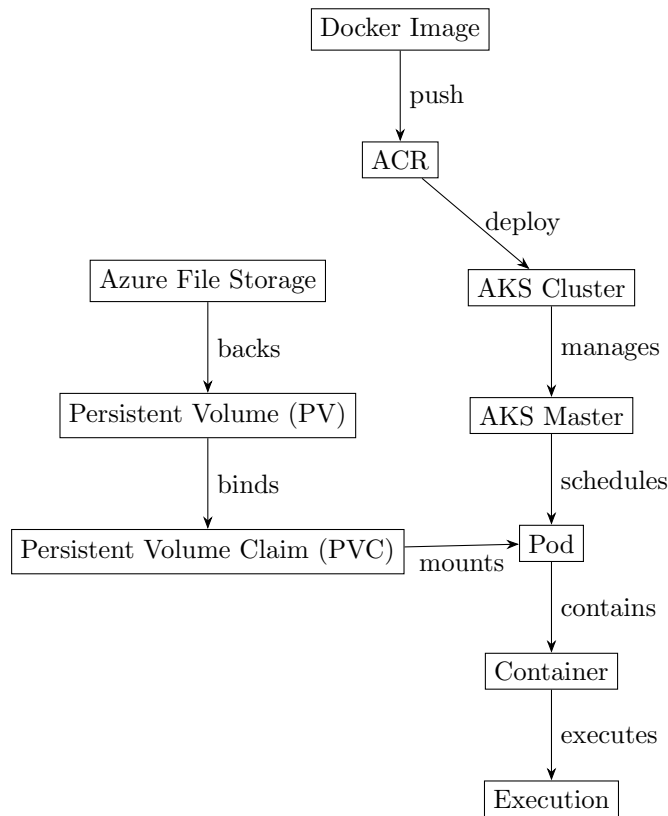 Docker Image
push
ACR
deploy
Azure File Storage
AKS Cluster
backs
manages
Persistent Volume (PV)
AKS Master
binds
schedules
Persistent Volume Claim (PVC)
mounts
Pod
contains
Container
executes
Execution